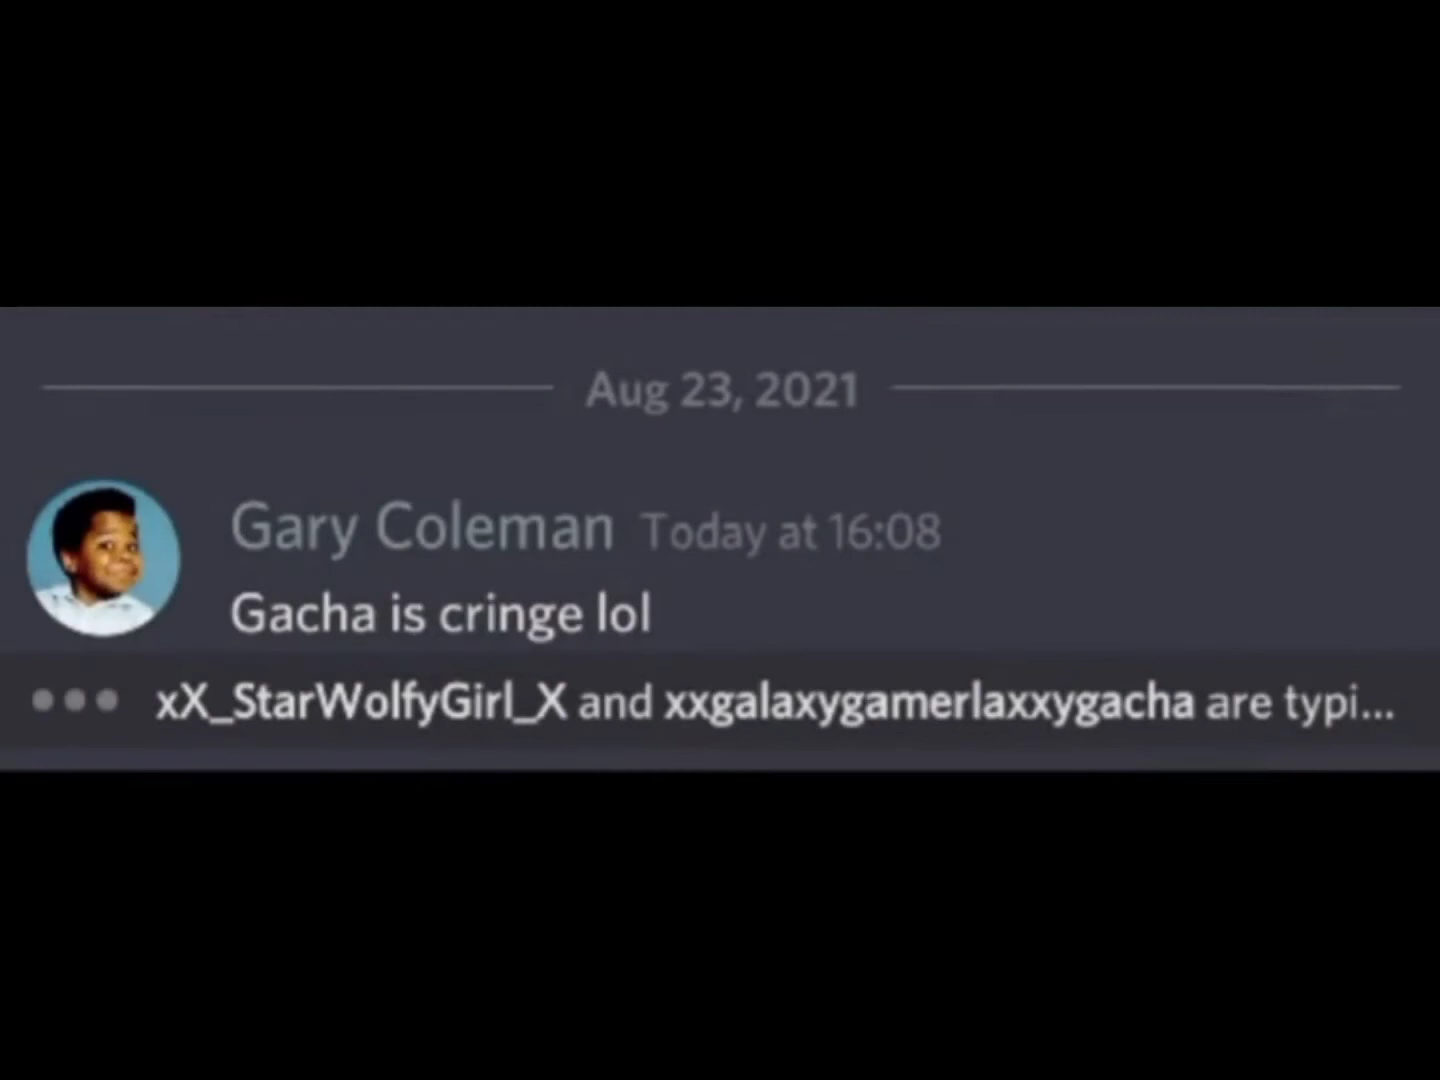 Aug 23, 2021
Gary Coleman Today at 16:08
Gacha is cringe lol
xX_StarWolfyGirl_X and xxgalaxygamerlaxxygacha are typi...